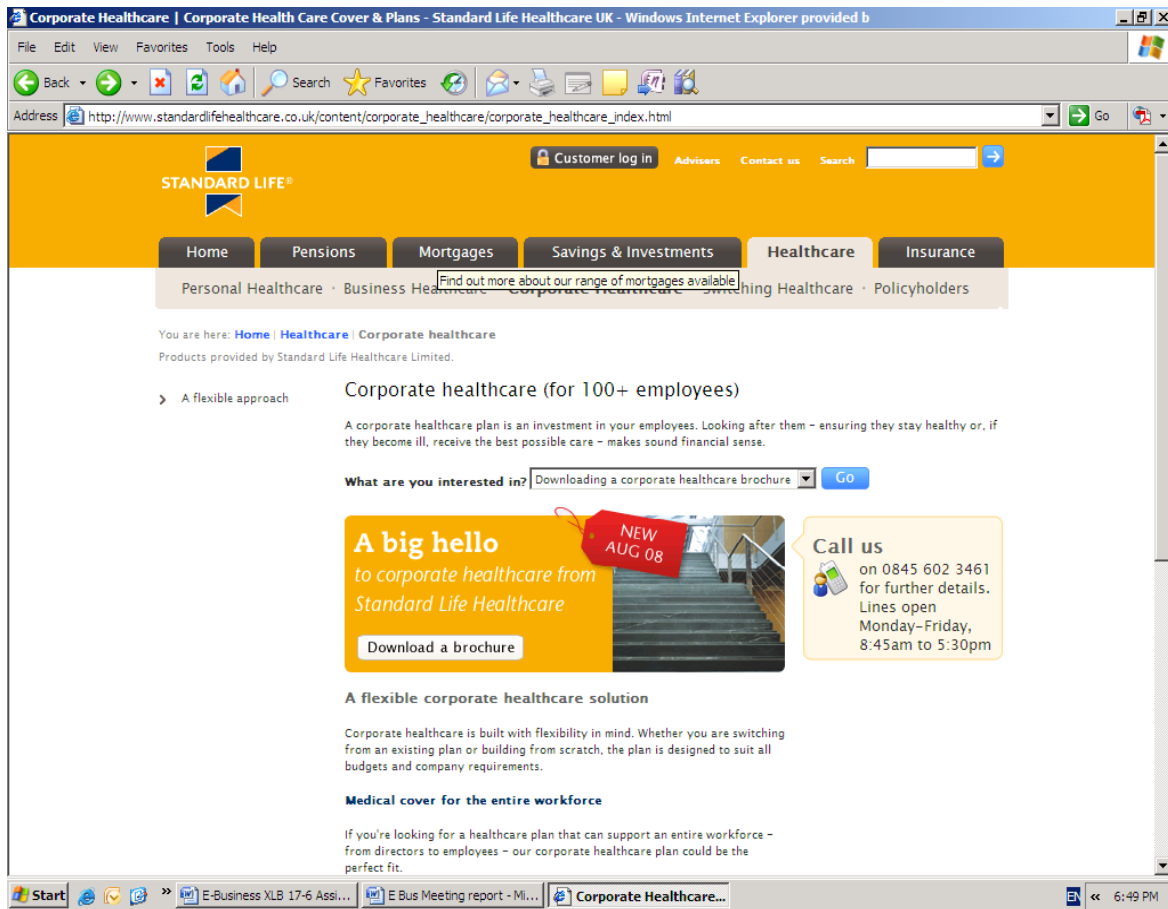 Corporate Healthcare | Corporate Health Care Cover & Plans - Standard Life Healthcare UK - Windows Internet Explorer provided b
File Edit View Favorites Tools Help
Back Search Favorites
Address http://www.standardlifehealthcare.co.uk/content/corporate_healthcare/corporate_healthcare_index.html Go
Customer log in Advisers Contact us Search
STANDARD LIFE®
Home Pensions Mortgages Savings & Investments Healthcare Insurance
Find out more about our range of mortgages available
Personal Healthcare · Business Healthcare · Corporate Healthcare · Switching Healthcare · Policyholders
You are here: Home | Healthcare | Corporate healthcare
Products provided by Standard Life Healthcare Limited.
A flexible approach
Corporate healthcare (for 100+ employees)
A corporate healthcare plan is an investment in your employees. Looking after them – ensuring they stay healthy or, if
they become ill, receive the best possible care – makes sound financial sense.
What are you interested in? Downloading a corporate healthcare brochure Go
A big hello
to corporate healthcare from
Standard Life Healthcare
Download a brochure
NEW
AUG 08
Call us
on 0845 602 3461
for further details.
Lines open
Monday–Friday,
8:45am to 5:30pm
A flexible corporate healthcare solution
Corporate healthcare is built with flexibility in mind. Whether you are switching
from an existing plan or building from scratch, the plan is designed to suit all
budgets and company requirements.
Medical cover for the entire workforce
If you're looking for a healthcare plan that can support an entire workforce –
from directors to employees – our corporate healthcare plan could be the
perfect fit.
Start » E-Business XLB 17-6 Assi... E Bus Meeting report - Mi... Corporate Healthcare... EN « 6:49 PM